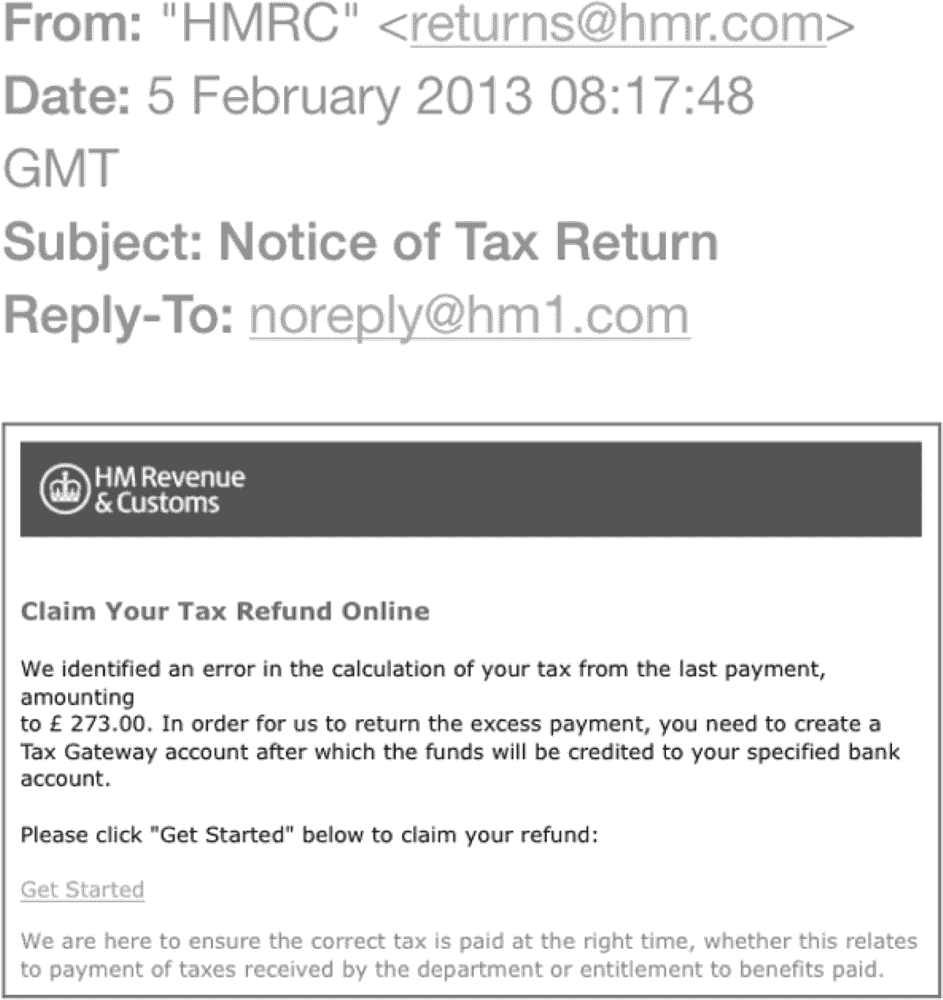 From: "HMRC" <returns@hmr.com>
Date: 5 February 2013 08:17:48
GMT
Subject: Notice of Tax Return
Reply-To: noreply@hm1.com
HM Revenue
& Customs
Claim Your Tax Refund Online
We identified an error in the calculation of your tax from the last payment,
amounting
to £ 273.00. In order for us to return the excess payment, you need to create a
Tax Gateway account after which the funds will be credited to your specified bank
account.
Please click "Get Started" below to claim your refund:
Get Started
We are here to ensure the correct tax is paid at the right time, whether this relates
to payment of taxes received by the department or entitlement to benefits paid.